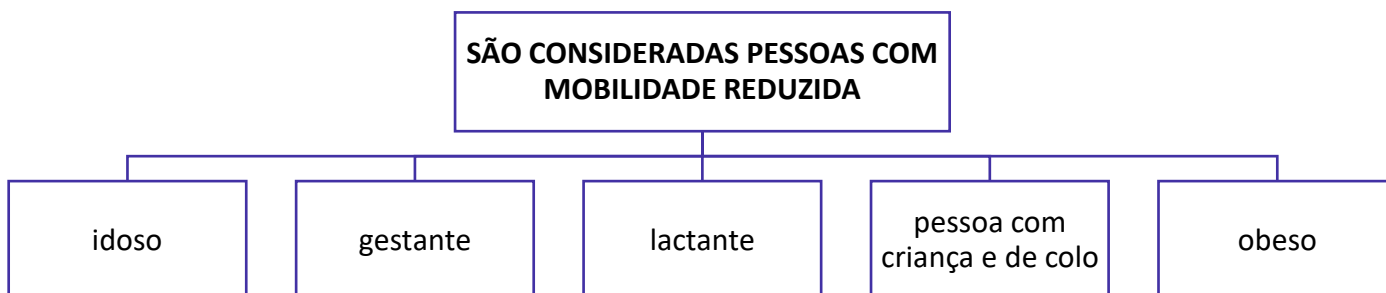 SÃO CONSIDERADAS PESSOAS COM
MOBILIDADE REDUZIDA
idoso
gestante
lactante
pessoa com
criança e de colo
obeso